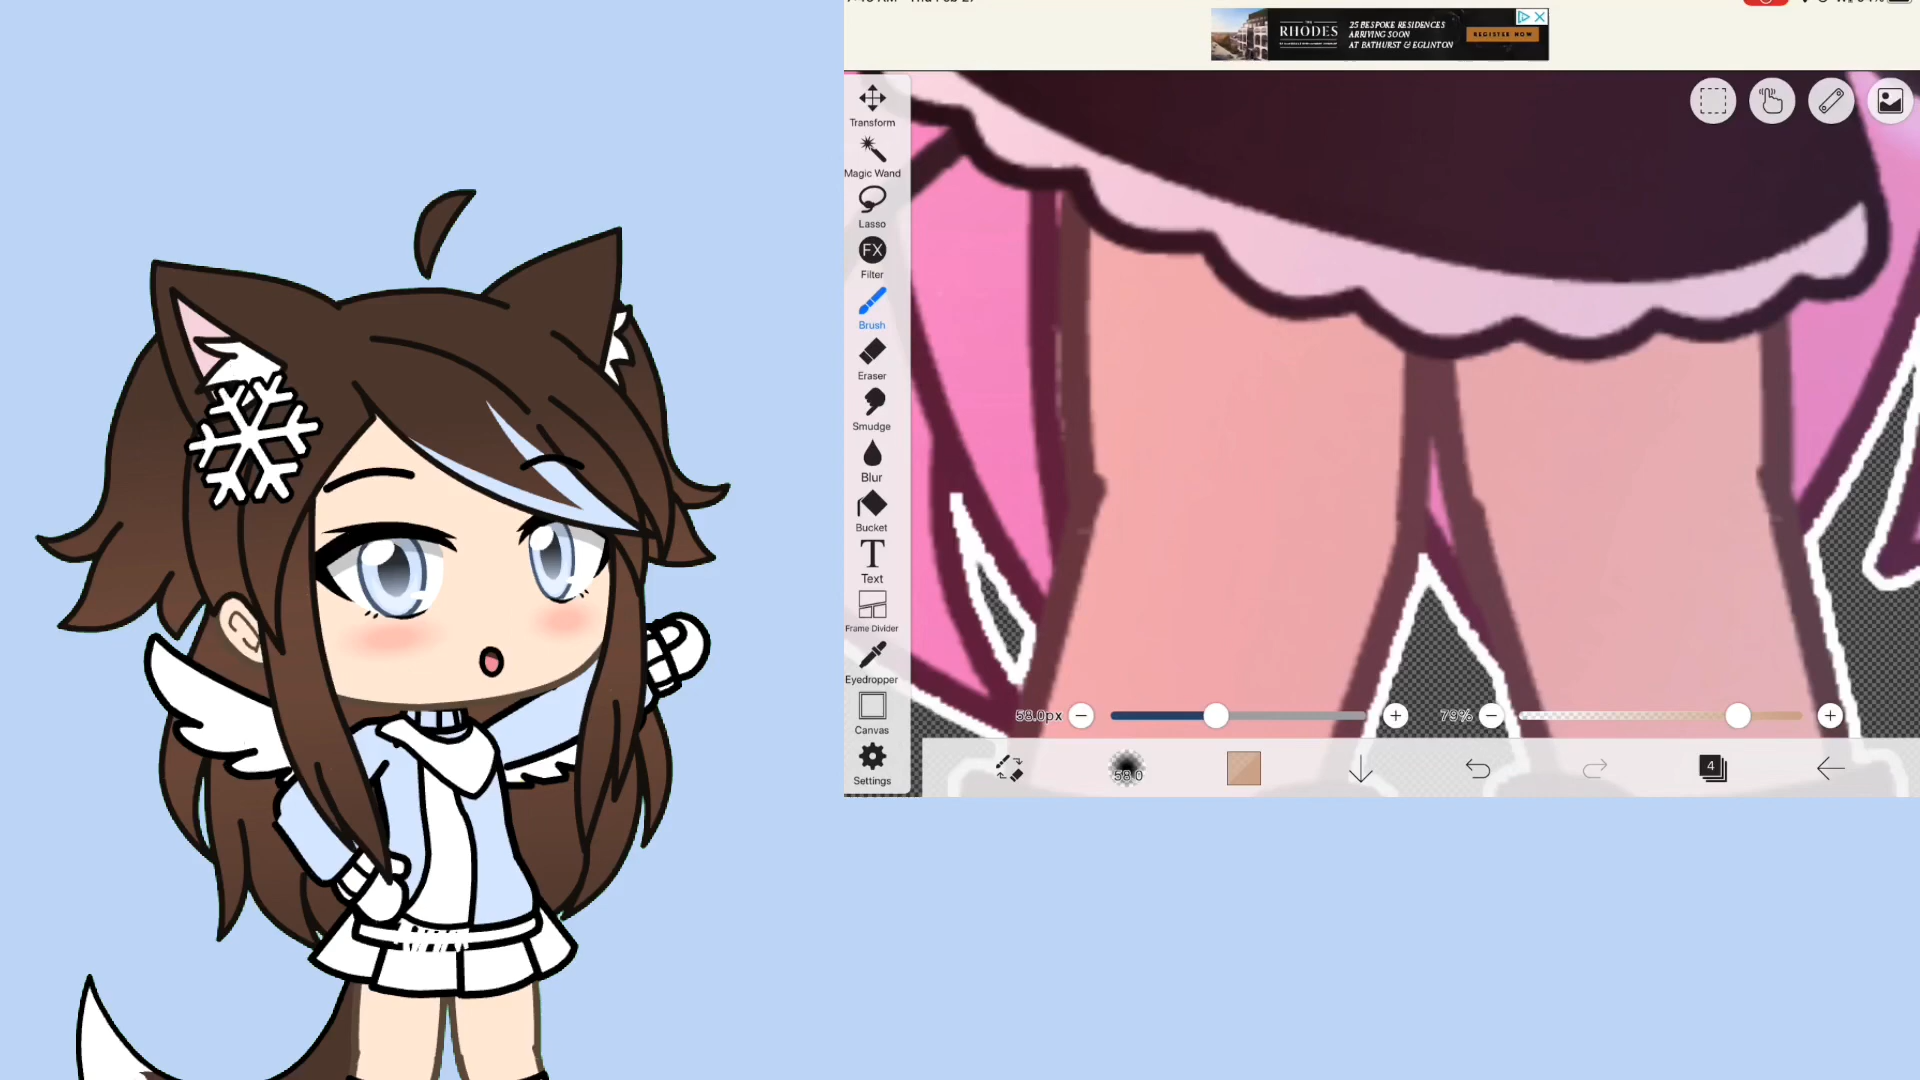 THE
RHODES
25 BESPOKE RESIDENCES
ARRIVING SOON
AT BATHURST & EGLINTON
REGISTER NOW
Transform
Magic Wand
Lasso
FX
Filter
Brush
Eraser
Smudge
Blur
Bucket
T
Text
Frame Divider
Eyedropper
Canvas
Settings
58.0px
79%
58.0
4